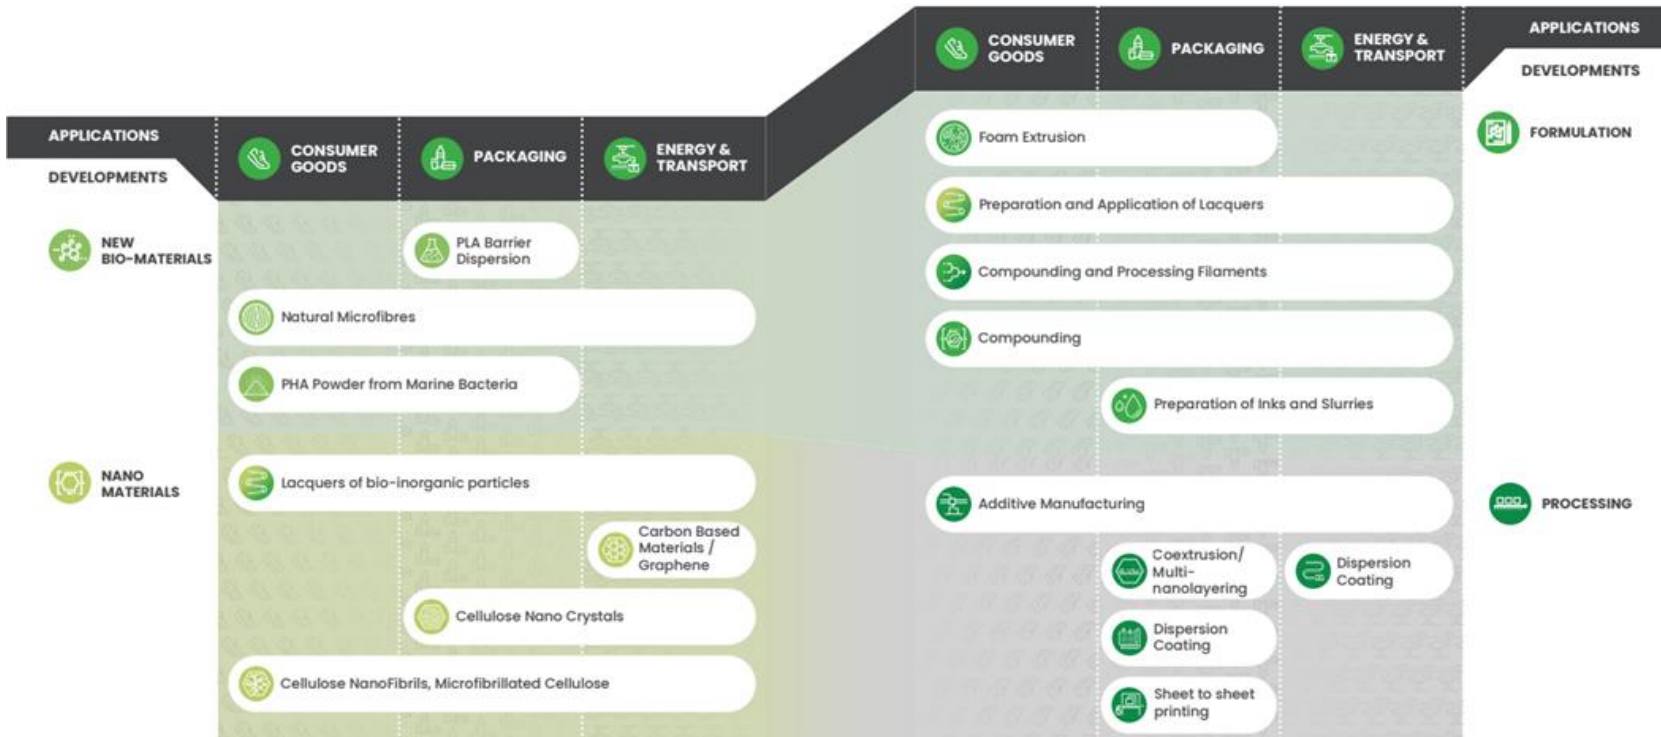 APPLICATIONS
DEVELOPMENTS
CONSUMER
GOODS
PACKAGING
ENERGY &
TRANSPORT
NEW
BIO-MATERIALS
PLA Barrier
Dispersion
Natural Microfibres
PHA Powder from Marine Bacteria
NANO
MATERIALS
Lacquers of bio-inorganic particles
Carbon Based
Materials /
Graphene
Cellulose Nano Crystals
Cellulose NanoFibrils, Microfibrillated Cellulose
CONSUMER
GOODS
PACKAGING
ENERGY &
TRANSPORT
APPLICATIONS
DEVELOPMENTS
Foam Extrusion
FORMULATION
Preparation and Application of Lacquers
Compounding and Processing Filaments
Compounding
Preparation of Inks and Slurries
Additive Manufacturing
PROCESSING
Coextrusion/
Multi-
nanolayering
Dispersion
Coating
Dispersion
Coating
Sheet to sheet
printing